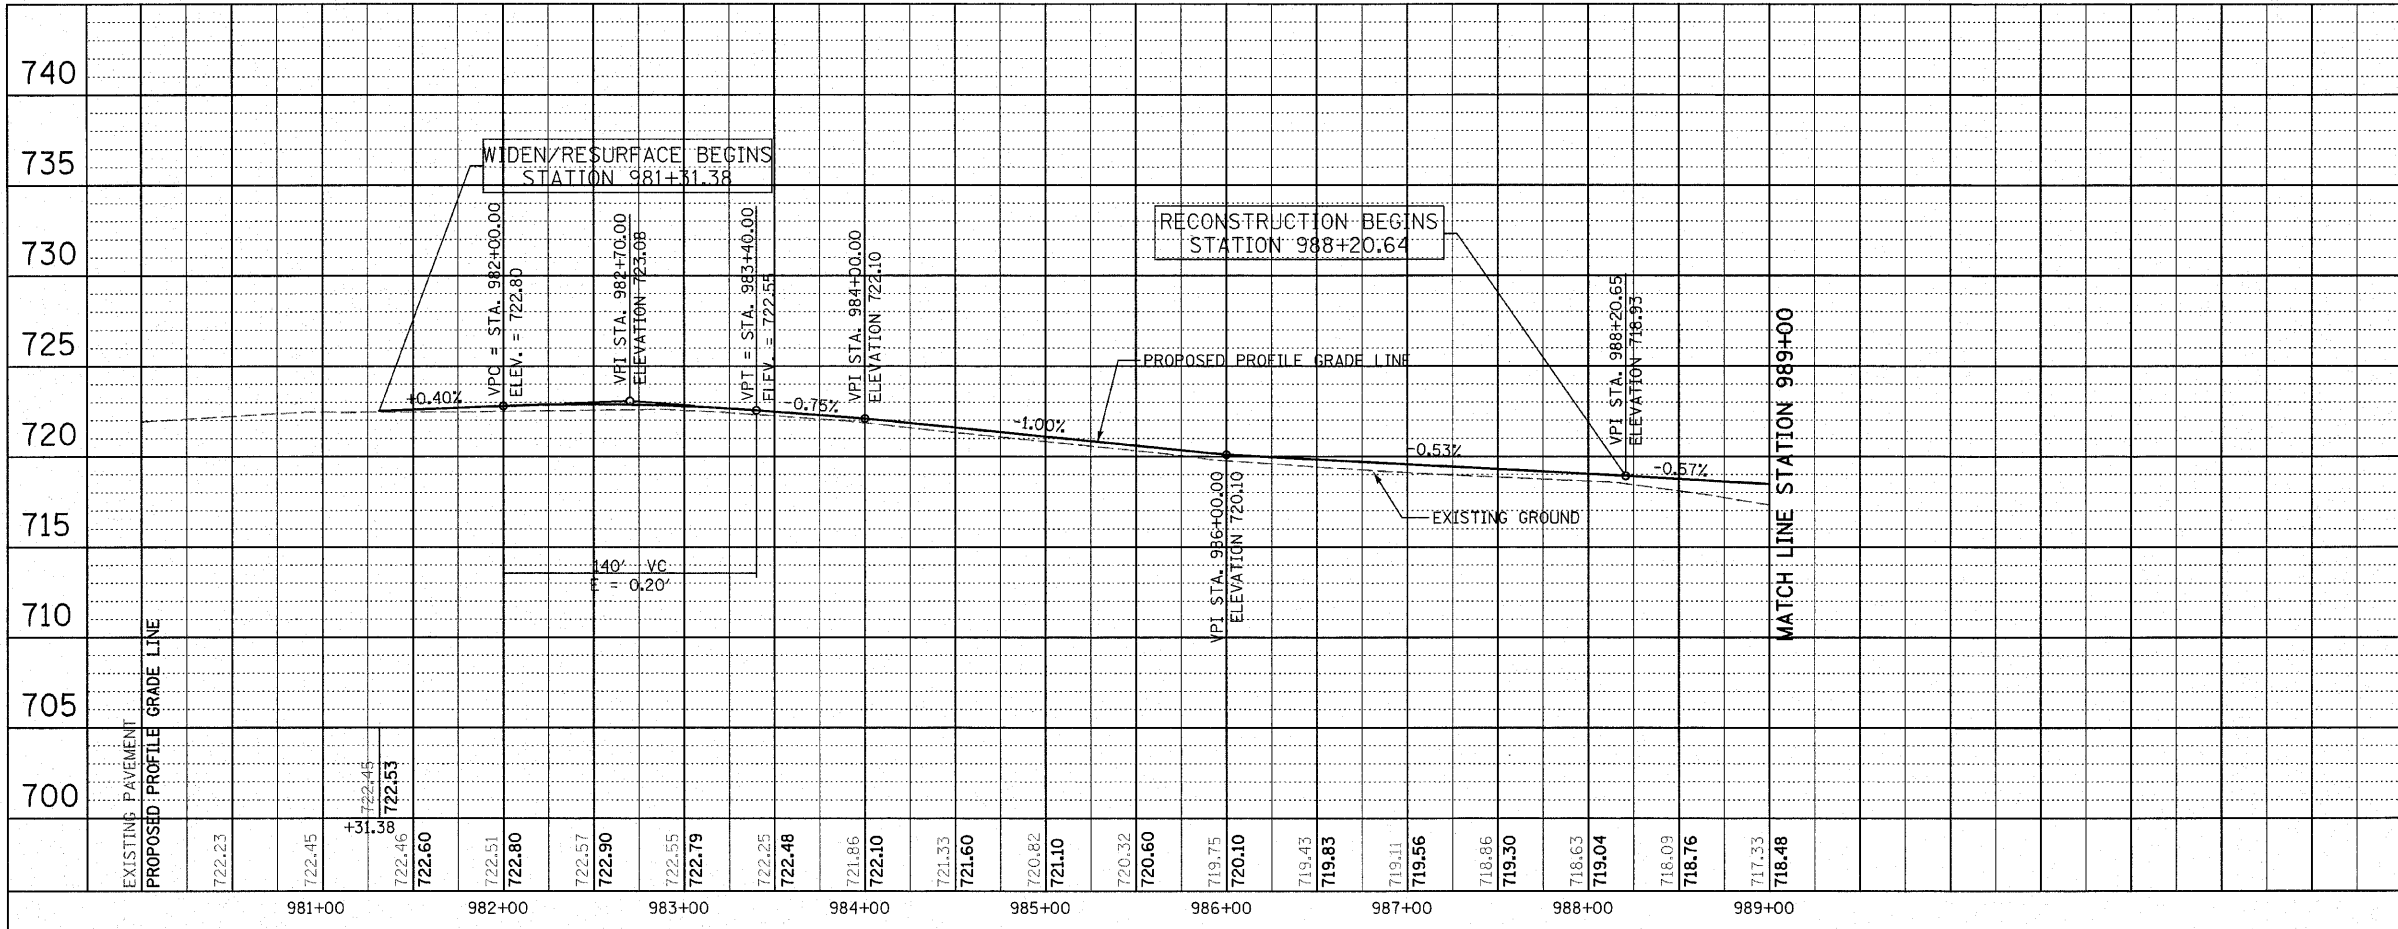 740
735
730
725
720
715
710
705
700
WIDEN/RESURFACE BEGINS
STATION 981+31.38
RECONSTRUCTION BEGINS
STATION 988+20.64
VPC = STA. 982+00.00
ELEV. = 722.80
VPI STA. 982+70.00
ELEVATION 723.08
VPT = STA. 983+40.00
ELEV. = 722.55
VPI STA. 984+00.00
ELEVATION 722.10
VPI STA. 986+00.00
ELEVATION 720.10
VPI STA. 988+20.65
ELEVATION 718.93
MATCH LINE STATION 989+00
+0.40%
-0.75%
-1.00%
-0.53%
-0.57%
PROPOSED PROFILE GRADE LINE
EXISTING GROUND
140' VC
E = 0.20'
EXISTING PAVEMENT
PROPOSED PROFILE GRADE LINE
722.45
722.53
+31.38
722.23
722.45
722.46
722.60
722.51
722.80
722.57
722.90
722.55
722.79
722.25
722.48
721.86
722.10
721.33
721.60
720.82
721.10
720.32
720.60
719.75
720.10
719.43
719.83
719.11
719.56
718.86
719.30
718.63
719.04
718.09
718.76
717.33
718.48
981+00
982+00
983+00
984+00
985+00
986+00
987+00
988+00
989+00